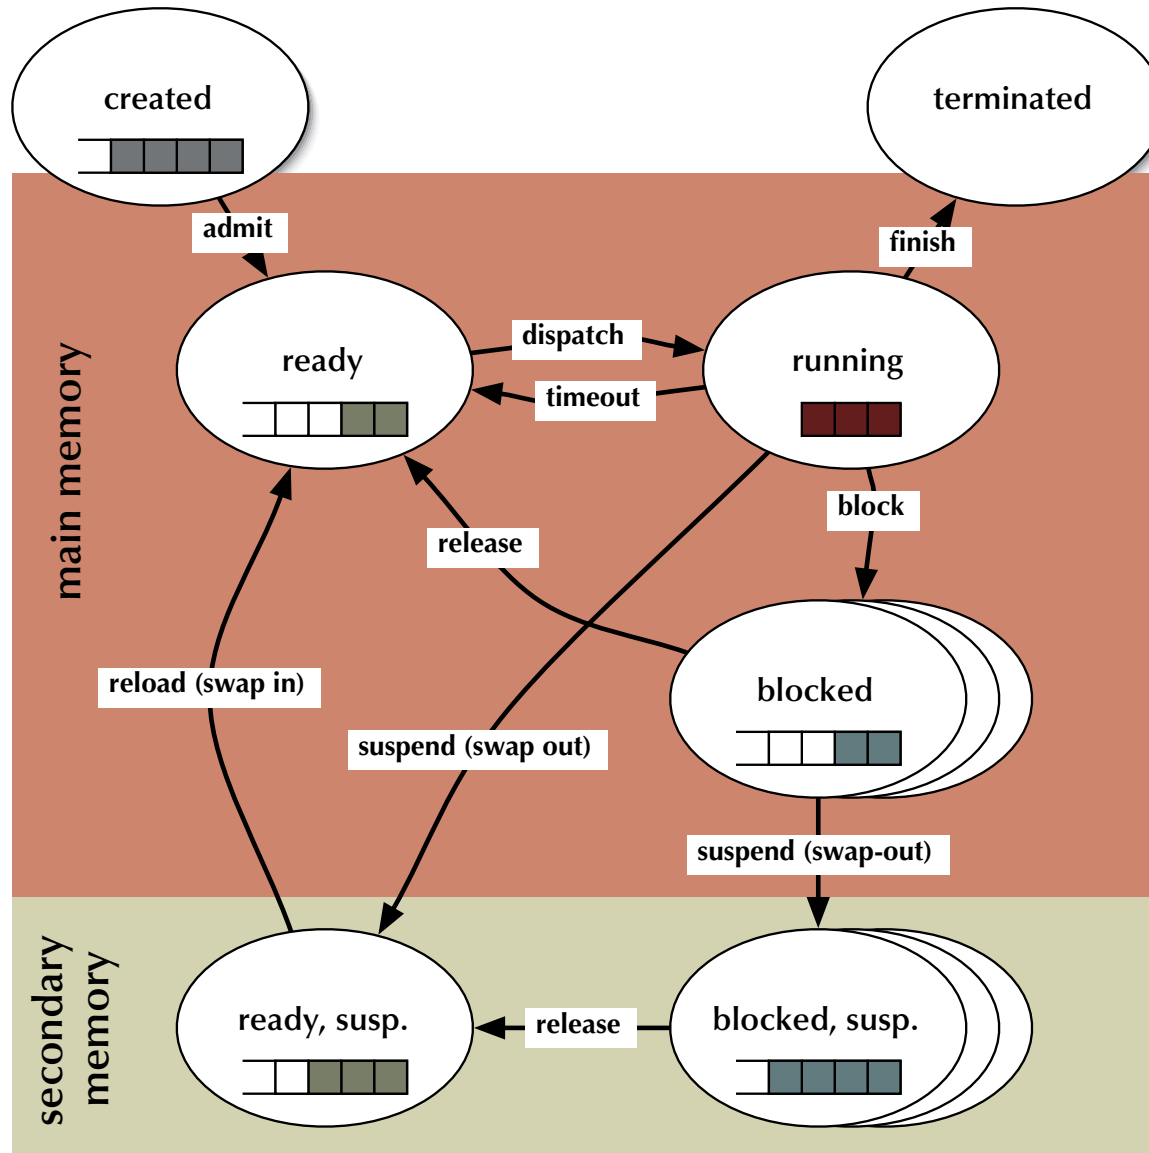 created
terminated
admit
finish
main memory
ready
dispatch
timeout
running
block
release
reload (swap in)
suspend (swap out)
blocked
suspend (swap-out)
secondary
memory
ready, susp.
release
blocked, susp.